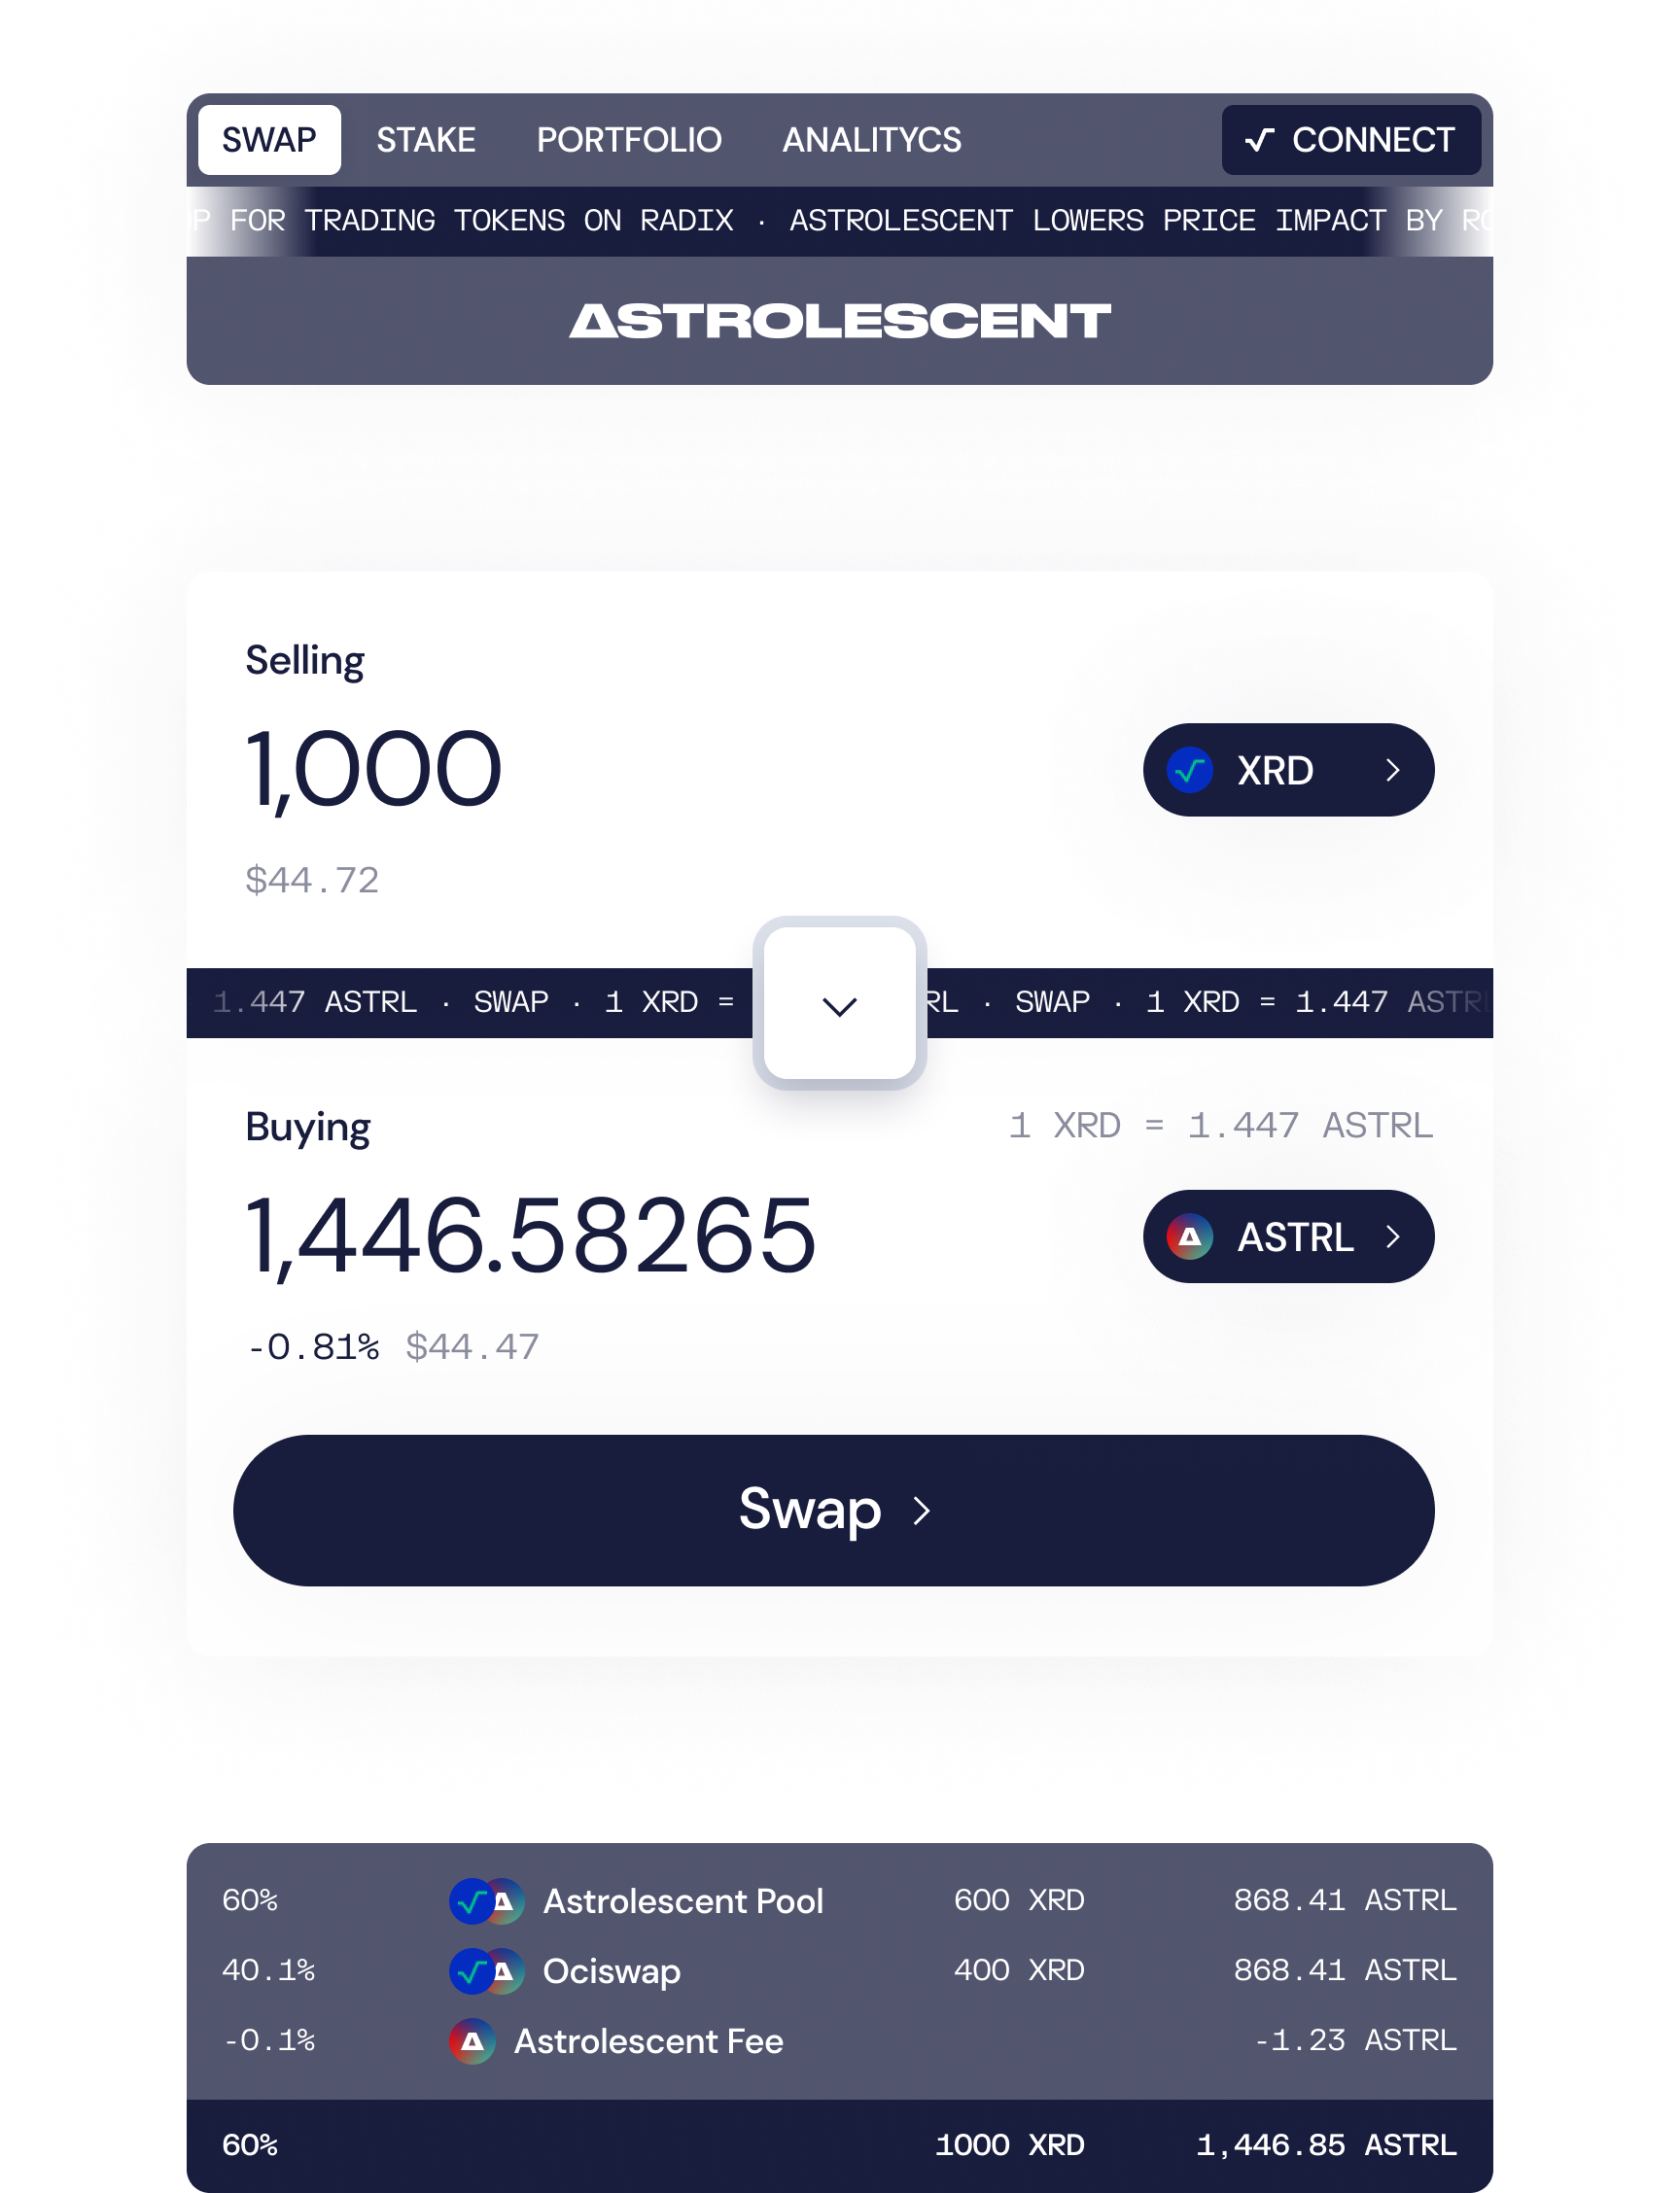 SWAP STAKE PORTFOLIO ANALITYCS CONNECT
P FOR TRADING TOKENS ON RADIX · ASTROLESCENT LOWERS PRICE IMPACT BY RO
ASTROLESCENT
Selling
1,000 XRD
$44.72
1.447 ASTRL · SWAP · 1 XRD = RL · SWAP · 1 XRD = 1.447 ASTRL
Buying 1 XRD = 1.447 ASTRL
1,446.58265 ASTRL
-0.81% $44.47
Swap
60% Astrolescent Pool 600 XRD 868.41 ASTRL
40.1% Ociswap 400 XRD 868.41 ASTRL
-0.1% Astrolescent Fee -1.23 ASTRL
60% 1000 XRD 1,446.85 ASTRL